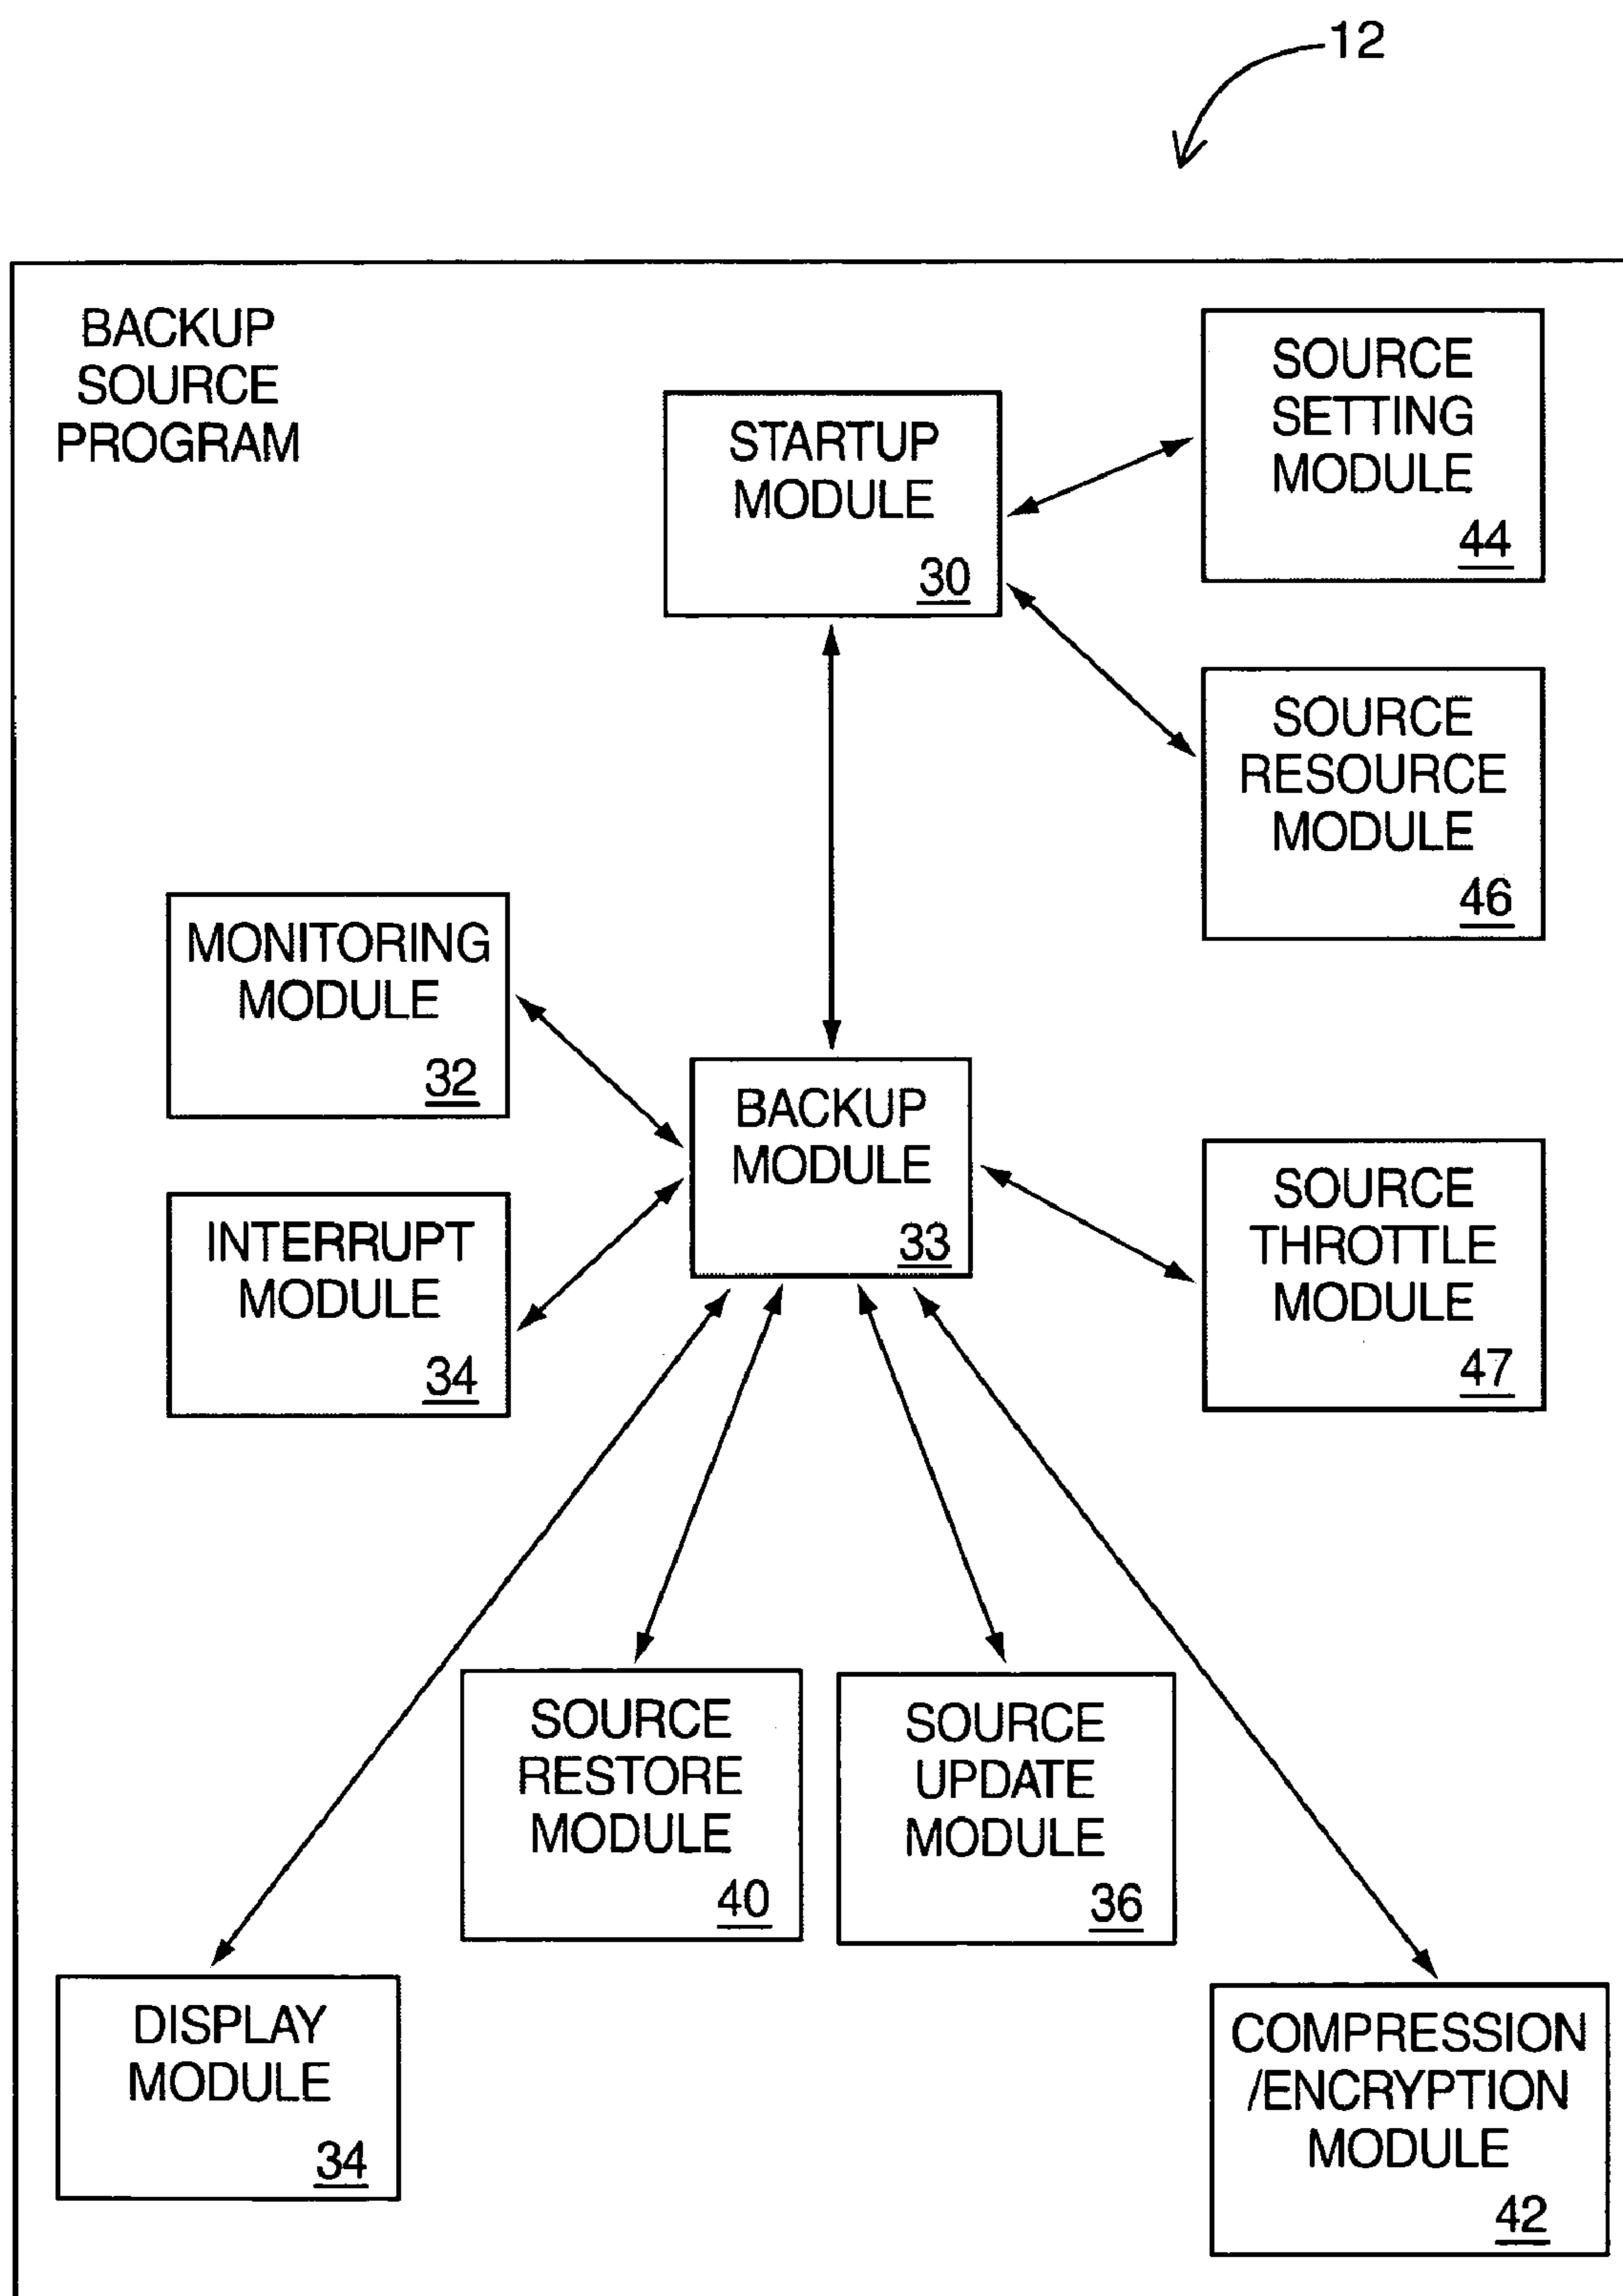 12
BACKUP
SOURCE
PROGRAM
STARTUP
MODULE
30
SOURCE
SETTING
MODULE
44
SOURCE
RESOURCE
MODULE
46
MONITORING
MODULE
32
BACKUP
MODULE
33
INTERRUPT
MODULE
34
SOURCE
THROTTLE
MODULE
47
SOURCE
RESTORE
MODULE
40
SOURCE
UPDATE
MODULE
36
DISPLAY
MODULE
34
COMPRESSION
/ENCRYPTION
MODULE
42